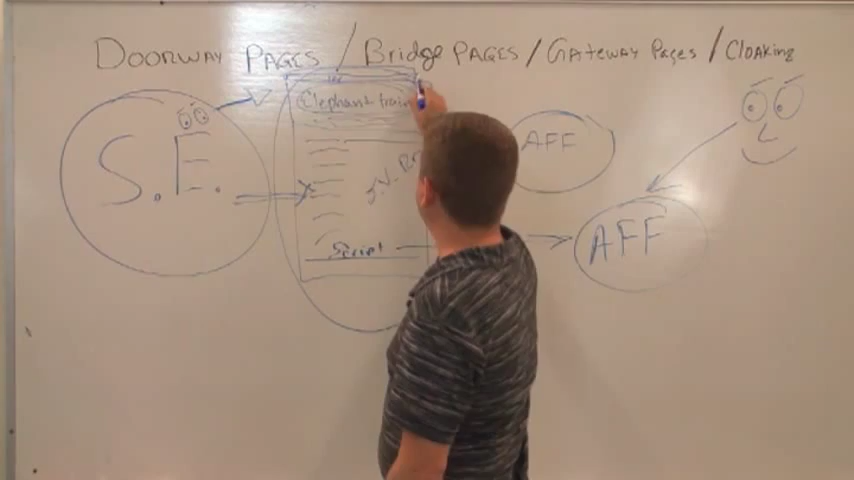 DOORWAY PAGES / Bridge PAGES / GATEWAY Pages / Cloaking
Elephant train
S.E.
AFF
AFF
Script